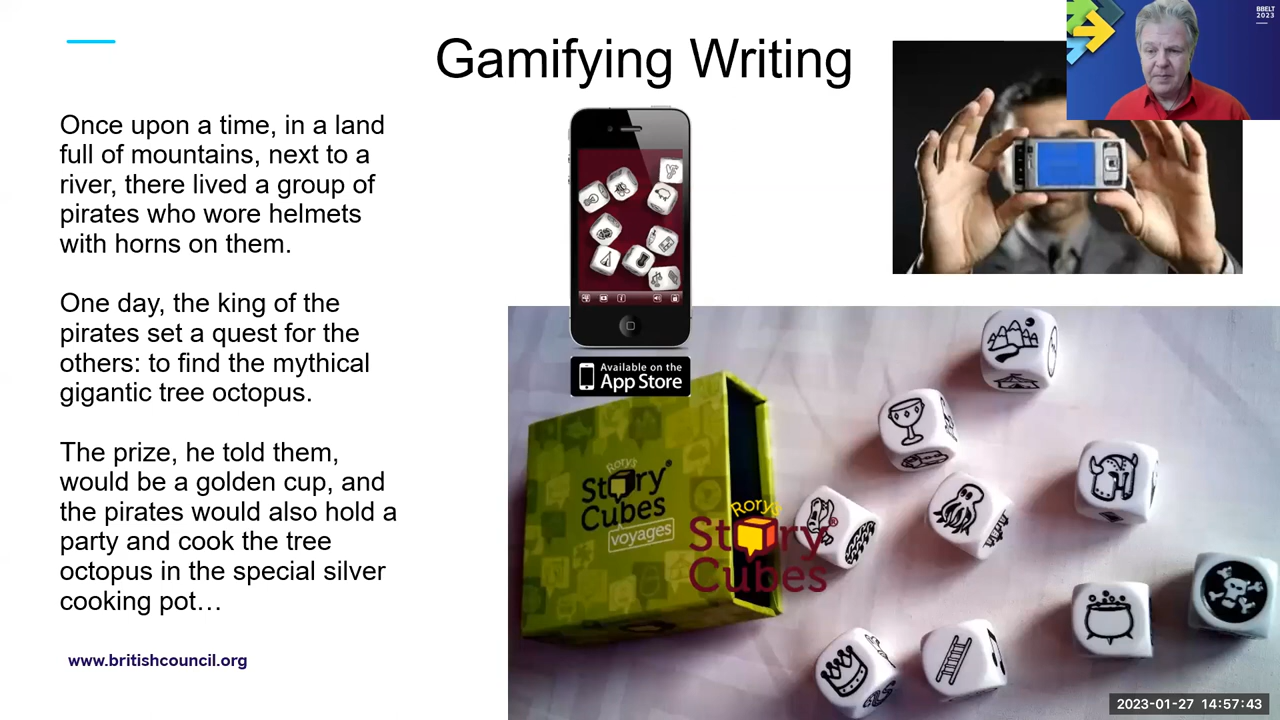 Gamifying Writing
BBELT
2023
Once upon a time, in a land
full of mountains, next to a
river, there lived a group of
pirates who wore helmets
with horns on them.
One day, the king of the
pirates set a quest for the
others: to find the mythical
gigantic tree octopus.
The prize, he told them,
would be a golden cup, and
the pirates would also hold a
party and cook the tree
octopus in the special silver
cooking pot…
www.britishcouncil.org
Available on the
App Store
Rory's
Story
Cubes
voyages
Rory's
Story
Cubes
2023-01-27 14:57:43